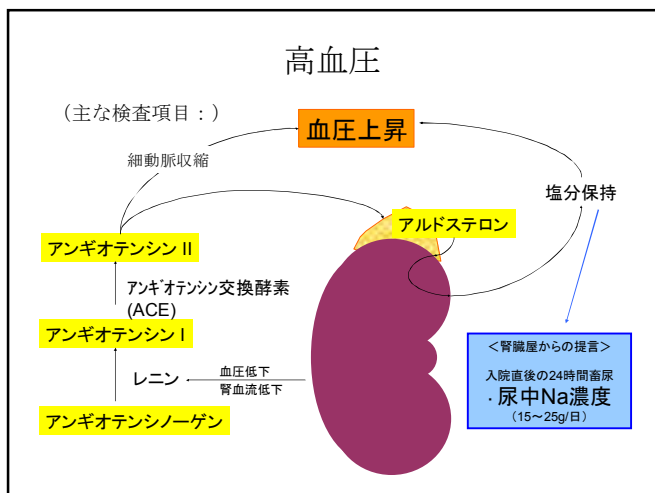 高血圧
（主な検査項目：）
血圧上昇
細動脈収縮
塩分保持
アルドステロン
アンギオテンシン II
アンギオテンシン交換酵素
(ACE)
アンギオテンシン I
レニン
血圧低下
腎血流低下
アンギオテンシノーゲン
＜腎臓屋からの提言＞
入院直後の24時間畜尿
・尿中Na濃度
（15～25g/日）